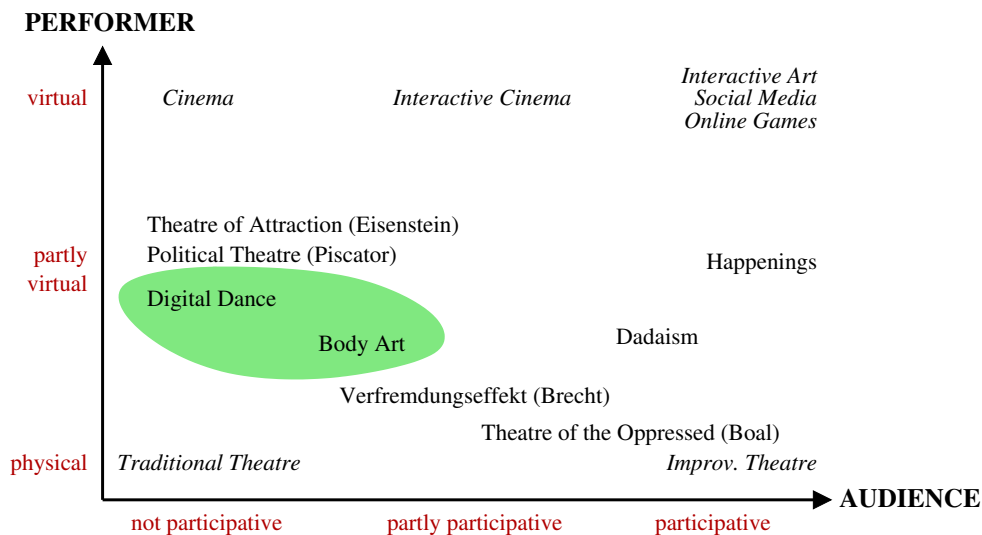 PERFORMER
virtual
Cinema
Interactive Cinema
Interactive Art
Social Media
Online Games
Theatre of Attraction (Eisenstein)
partly
virtual
Political Theatre (Piscator)
Happenings
Digital Dance
Body Art
Dadaism
Verfremdungseffekt (Brecht)
Theatre of the Oppressed (Boal)
physical
Traditional Theatre
Improv. Theatre
AUDIENCE
not participative
partly participative
participative